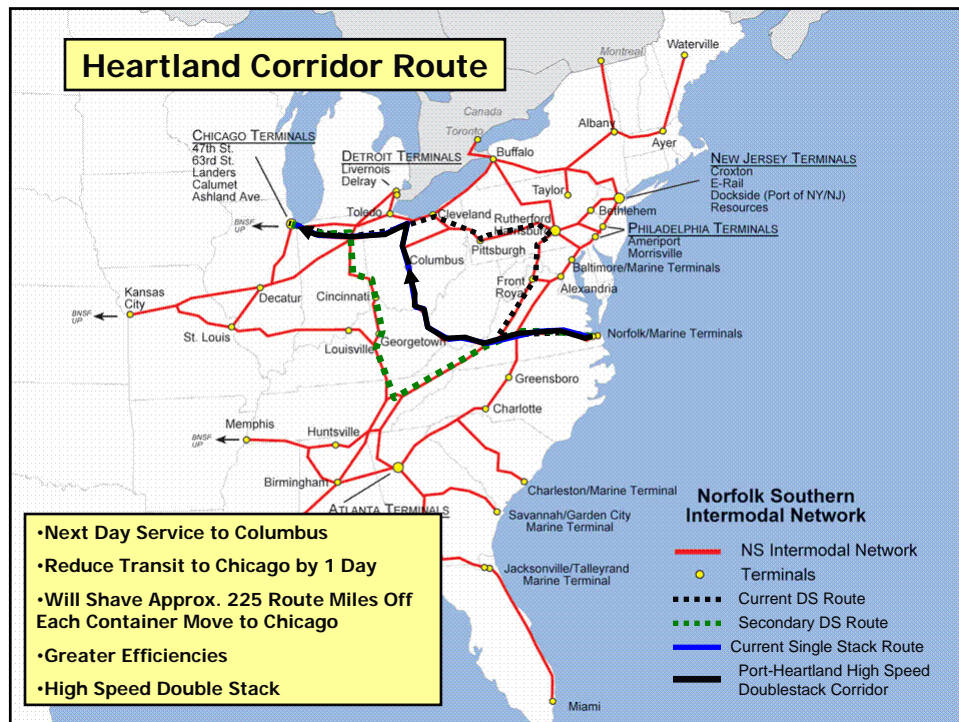 Heartland Corridor Route
Montreal
Waterville
Canada
Toronto
Albany
Ayer
Buffalo
CHICAGO TERMINALS
47th St.
63rd St.
Landers
Calumet
Ashland Ave.
DETROIT TERMINALS
Livernois
Delray
NEW JERSEY TERMINALS
Croxton
E-Rail
Dockside (Port of NY/NJ)
Resources
Taylor
Toledo
Cleveland
Rutherford
Harrisburg
Bethlehem
PHILADELPHIA TERMINALS
Ameriport
Morrisville
BNSF
UP
Pittsburgh
Columbus
Baltimore/Marine Terminals
Front
Royal
Alexandria
Kansas
City
BNSF
UP
Decatur
Cincinnati
St. Louis
Louisville
Georgetown
Norfolk/Marine Terminals
Greensboro
Charlotte
Memphis
BNSF
UP
Huntsville
Birmingham
ATLANTA TERMINALS
Charleston/Marine Terminal
Savannah/Garden City
Marine Terminal
Jacksonville/Talleyrand
Marine Terminal
Miami
•Next Day Service to Columbus
•Reduce Transit to Chicago by 1 Day
•Will Shave Approx. 225 Route Miles Off
Each Container Move to Chicago
•Greater Efficiencies
•High Speed Double Stack
Norfolk Southern
Intermodal Network
NS Intermodal Network
Terminals
Current DS Route
Secondary DS Route
Current Single Stack Route
Port-Heartland High Speed
Doublestack Corridor